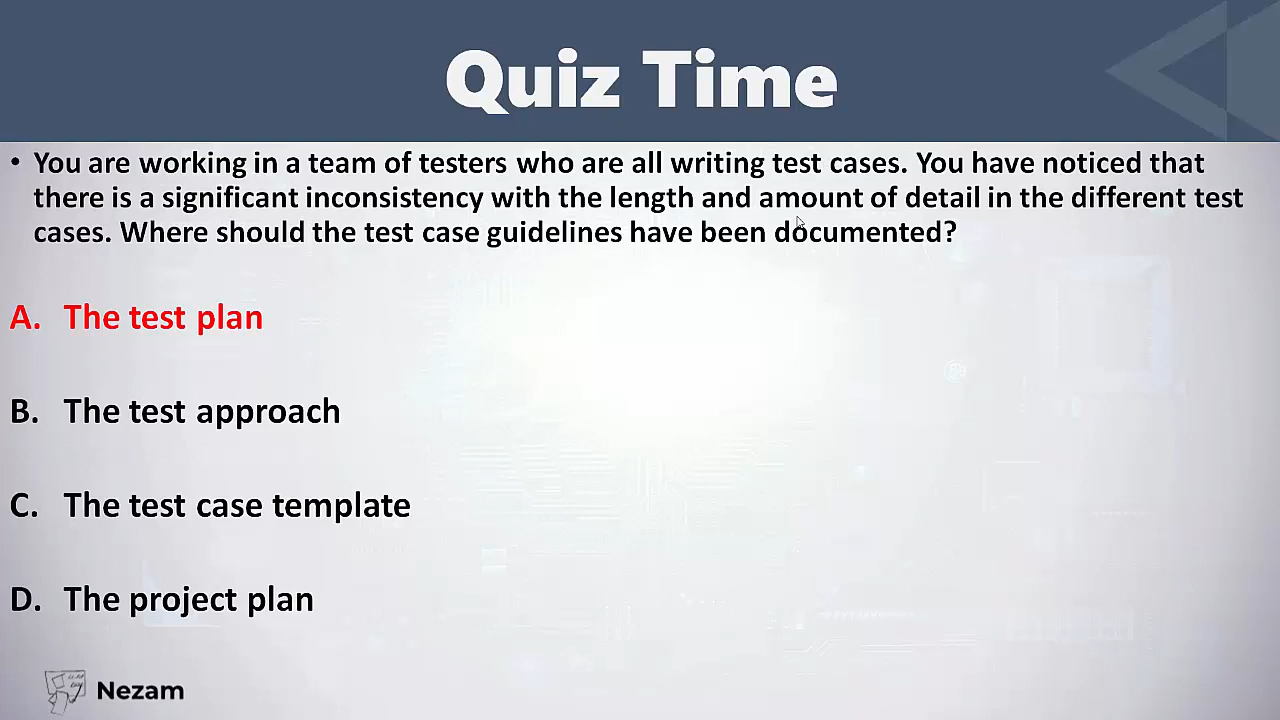 Quiz Time
• You are working in a team of testers who are all writing test cases. You have noticed that
there is a significant inconsistency with the length and amount of detail in the different test
cases. Where should the test case guidelines have been documented?
A. The test plan
B. The test approach
C. The test case template
D. The project plan
Nezam